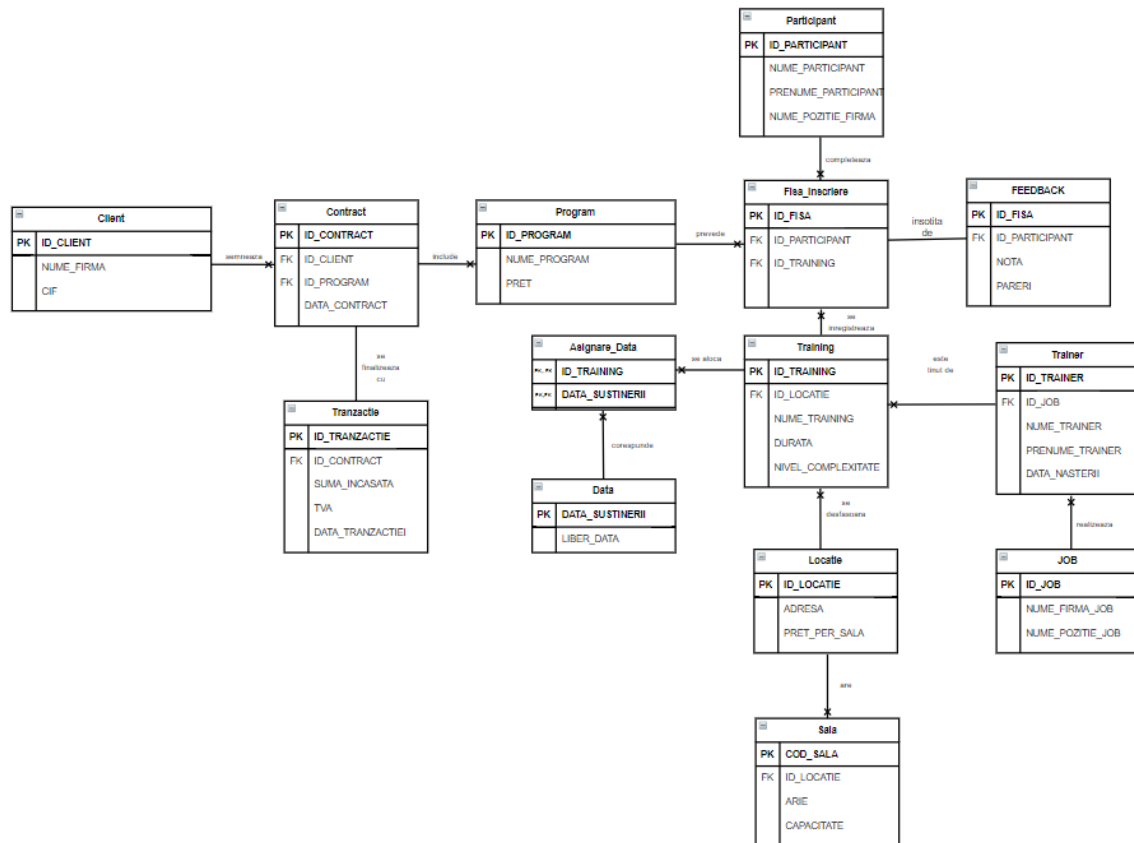 Participant
PK ID_PARTICIPANT
NUME_PARTICIPANT
PRENUME_PARTICIPANT
NUME_POZITIE_FIRMA
completeaza
Client
PK ID_CLIENT
NUME_FIRMA
CIF
semneaza
Contract
PK ID_CONTRACT
FK ID_CLIENT
FK ID_PROGRAM
DATA_CONTRACT
include
Program
PK ID_PROGRAM
NUME_PROGRAM
PRET
prevede
Fisa_Inscriere
PK ID_FISA
FK ID_PARTICIPANT
FK ID_TRAINING
insotita
de
FEEDBACK
PK ID_FISA
FK ID_PARTICIPANT
NOTA
PARERI
se
finalizeaza
cu
Tranzactie
PK ID_TRANZACTIE
FK ID_CONTRACT
SUMA_INCASATA
TVA
DATA_TRANZACTIEI
Asignare_Data
PK, FK ID_TRAINING
PK,FK DATA_SUSTINERII
se aloca
corespunde
Data
PK DATA_SUSTINERII
LIBER_DATA
se
inregistreaza
Training
PK ID_TRAINING
FK ID_LOCATIE
NUME_TRAINING
DURATA
NIVEL_COMPLEXITATE
este
tinut de
Trainer
PK ID_TRAINER
FK ID_JOB
NUME_TRAINER
PRENUME_TRAINER
DATA_NASTERII
se
desfasoara
realizeaza
Locatie
PK ID_LOCATIE
ADRESA
PRET_PER_SALA
JOB
PK ID_JOB
NUME_FIRMA_JOB
NUME_POZITIE_JOB
are
Sala
PK COD_SALA
FK ID_LOCATIE
ARIE
CAPACITATE